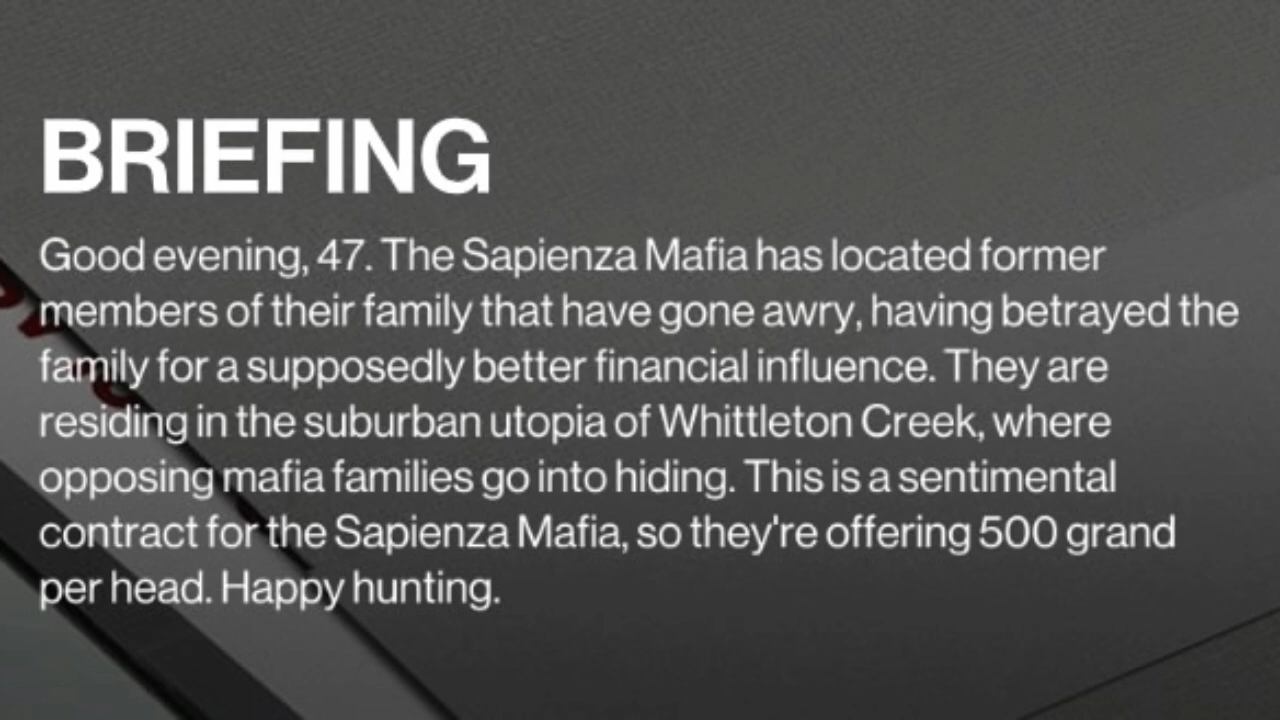 BRIEFING
Good evening, 47. The Sapienza Mafia has located former
members of their family that have gone awry, having betrayed the
family for a supposedly better financial influence. They are
residing in the suburban utopia of Whittleton Creek, where
opposing mafia families go into hiding. This is a sentimental
contract for the Sapienza Mafia, so they're offering 500 grand
per head. Happy hunting.